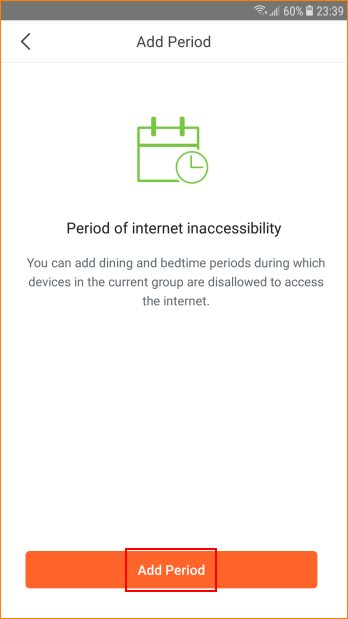 60% 23:39
Add Period
Period of internet inaccessibility
You can add dining and bedtime periods during which
devices in the current group are disallowed to access
the internet.
Add Period